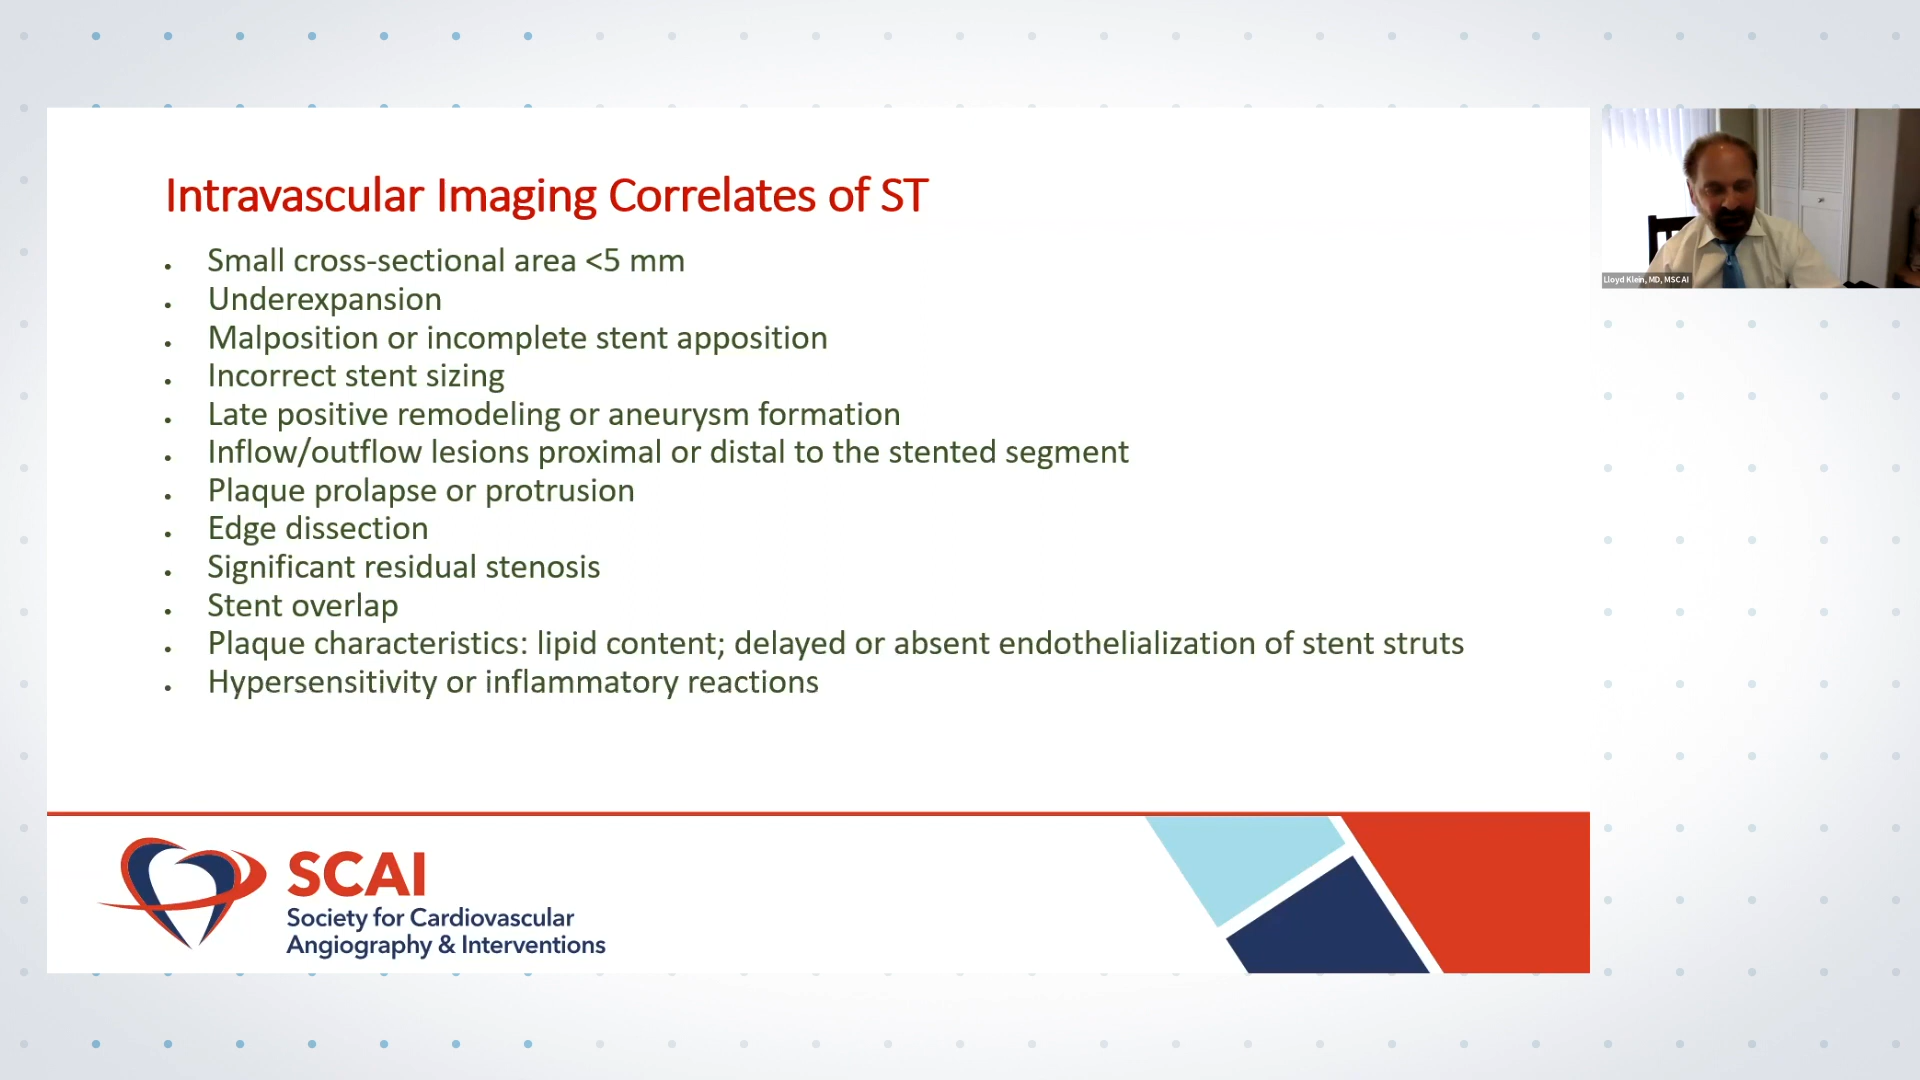 Intravascular Imaging Correlates of ST
• Small cross-sectional area <5 mm
• Underexpansion
• Malposition or incomplete stent apposition
• Incorrect stent sizing
• Late positive remodeling or aneurysm formation
• Inflow/outflow lesions proximal or distal to the stented segment
• Plaque prolapse or protrusion
• Edge dissection
• Significant residual stenosis
• Stent overlap
• Plaque characteristics: lipid content; delayed or absent endothelialization of stent struts
• Hypersensitivity or inflammatory reactions
Lloyd Klein, MD, MSCAI
SCAI
Society for Cardiovascular
Angiography & Interventions